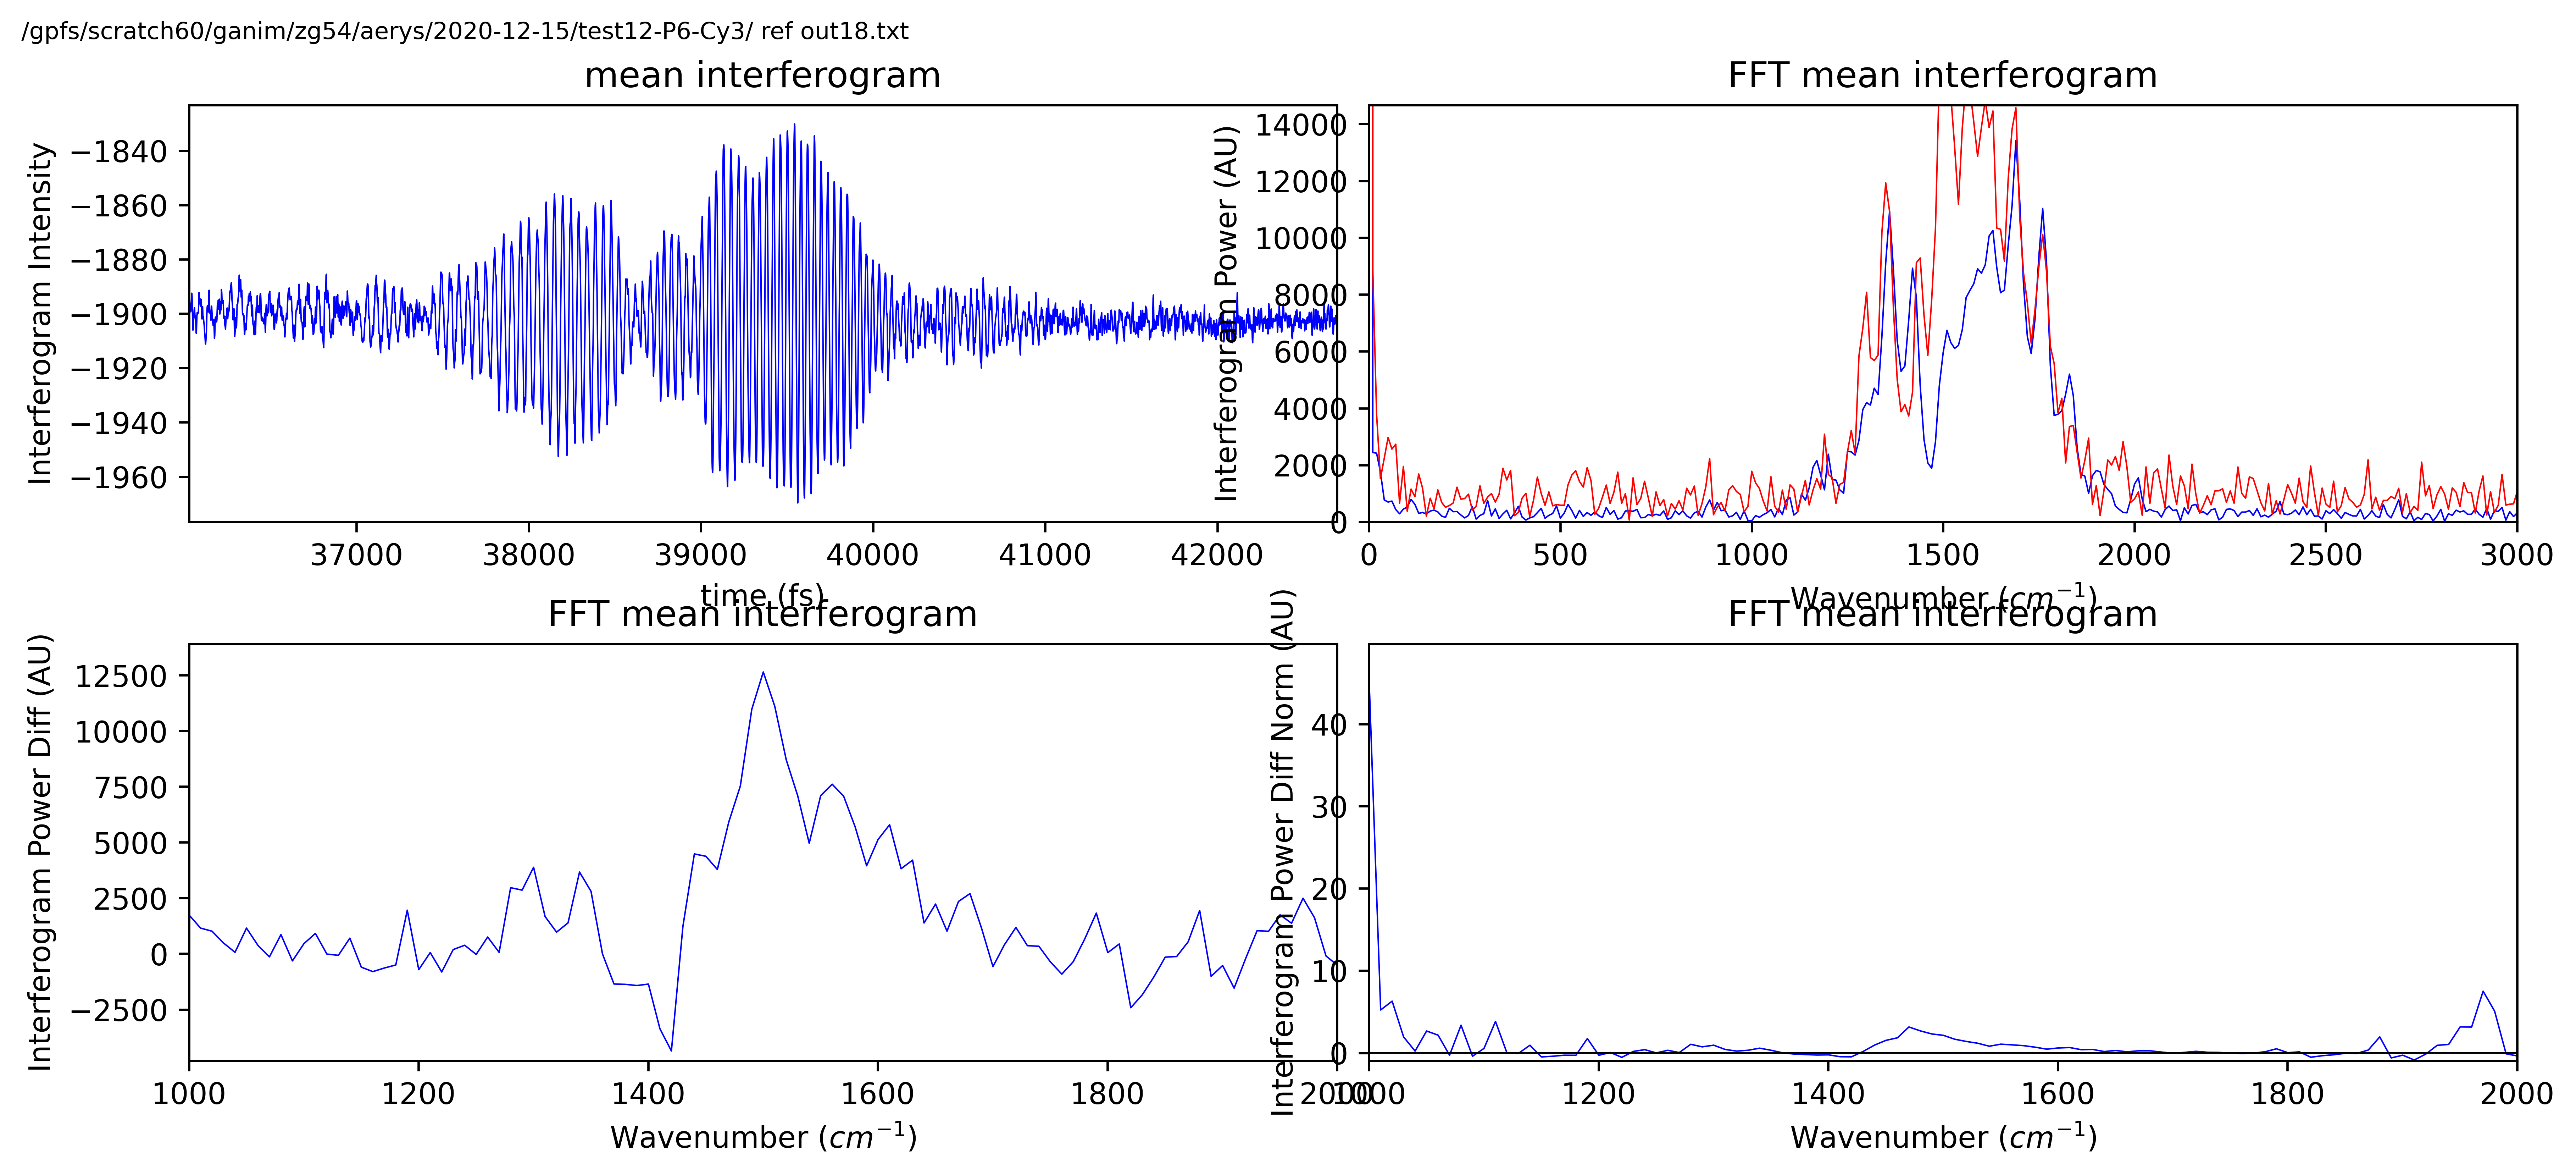 /gpfs/scratch60/ganim/zg54/aerys/2020-12-15/test12-P6-Cy3/ ref out18.txt
mean interferogram
Interferogram Intensity
−1840
−1860
−1880
−1900
−1920
−1940
−1960
37000 38000 39000 40000 41000 42000
time (fs)
FFT mean interferogram
Interferogram Power (AU)
14000
12000
10000
8000
6000
4000
2000
0
0 500 1000 1500 2000 2500 3000
Wavenumber (cm⁻¹)
FFT mean interferogram
Interferogram Power Diff (AU)
12500
10000
7500
5000
2500
0
−2500
1000 1200 1400 1600 1800 2000
Wavenumber (cm⁻¹)
FFT mean interferogram
Interferogram Power Diff Norm (AU)
40
30
20
10
0
1000 1200 1400 1600 1800 2000
Wavenumber (cm⁻¹)